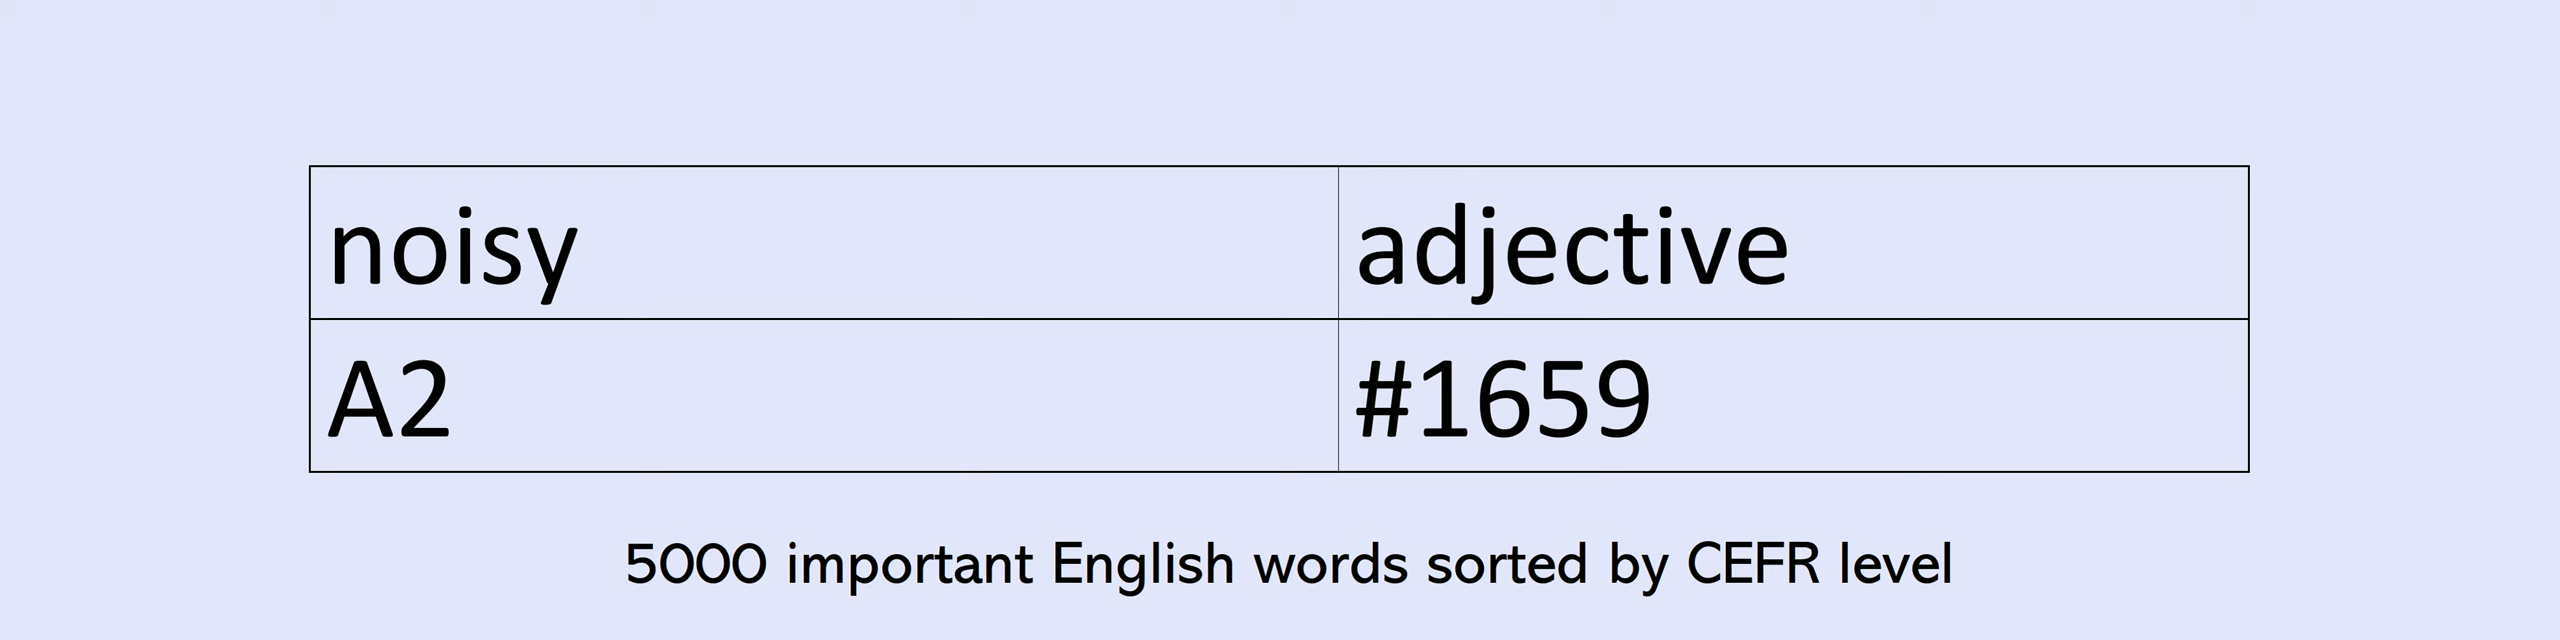 noisy adjective
A2 #1659
5000 important English words sorted by CEFR level